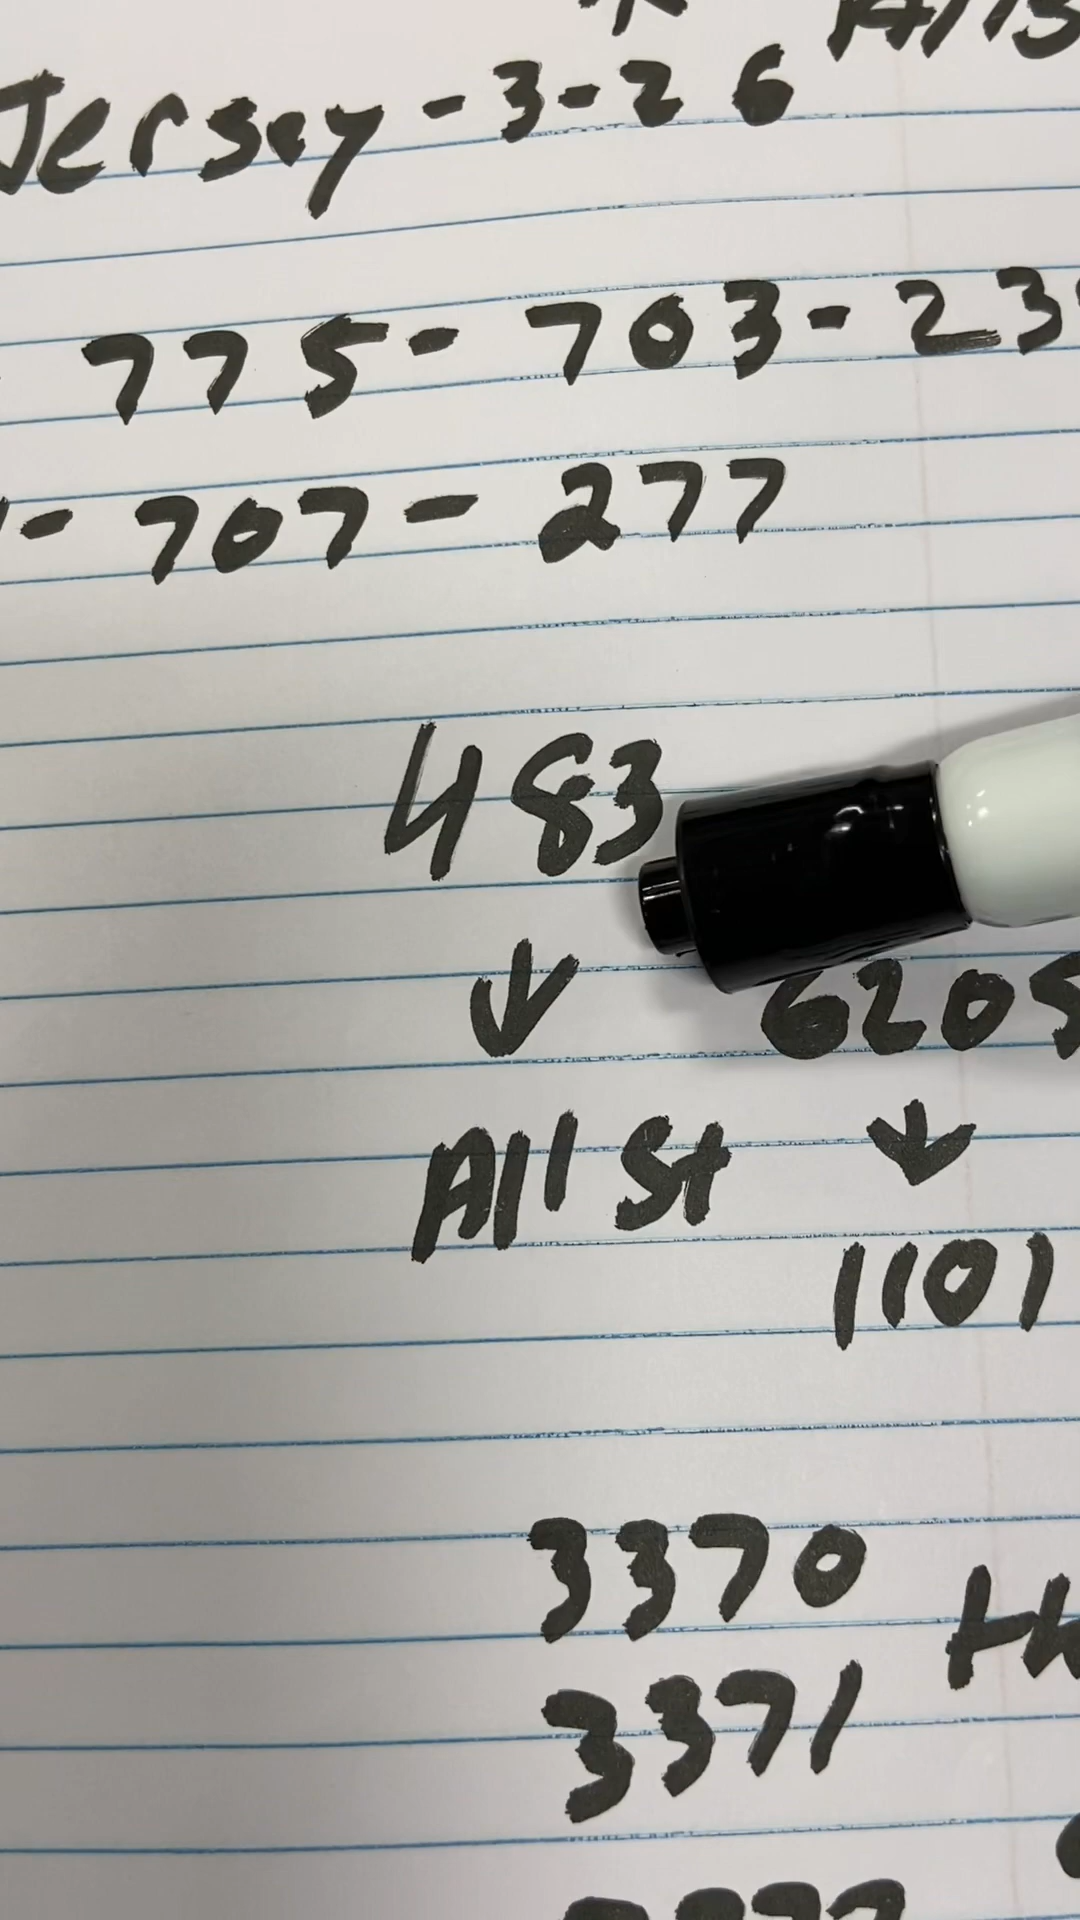 Jersey - 3 - 26
775 - 703 - 23
- 707 - 277
483
↓ 6205
All St ↓
1101
3370
3371